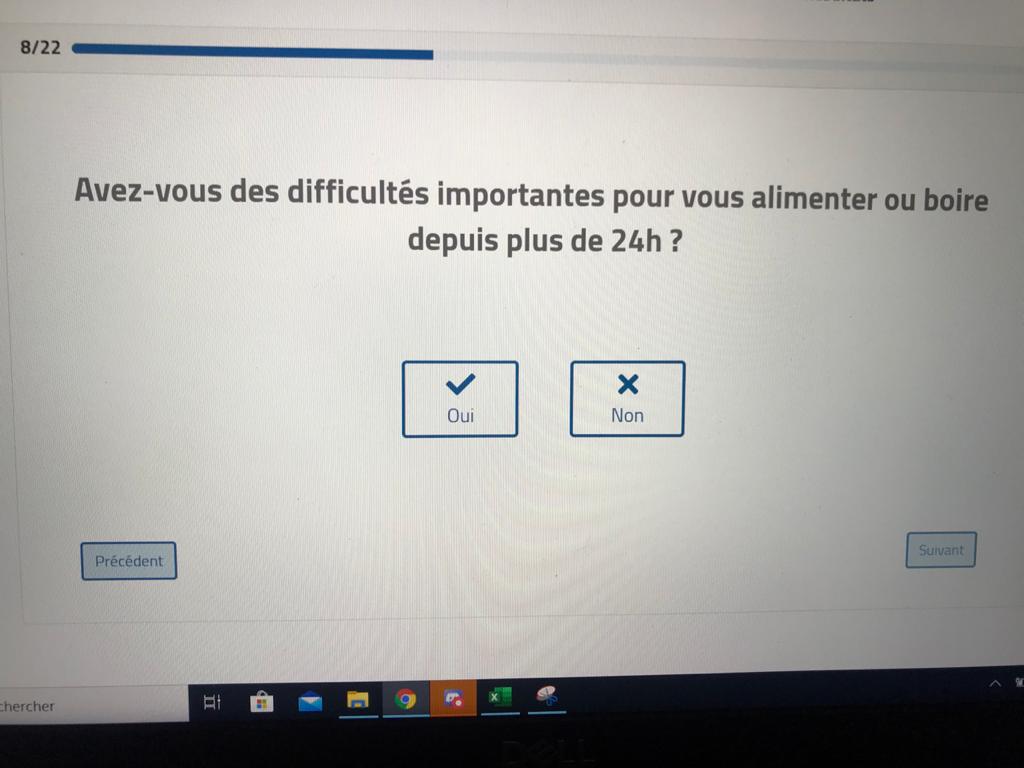 8/22
Avez-vous des difficultés importantes pour vous alimenter ou boire
depuis plus de 24h ?
Oui
Non
Précédent
Suivant
chercher
DELL